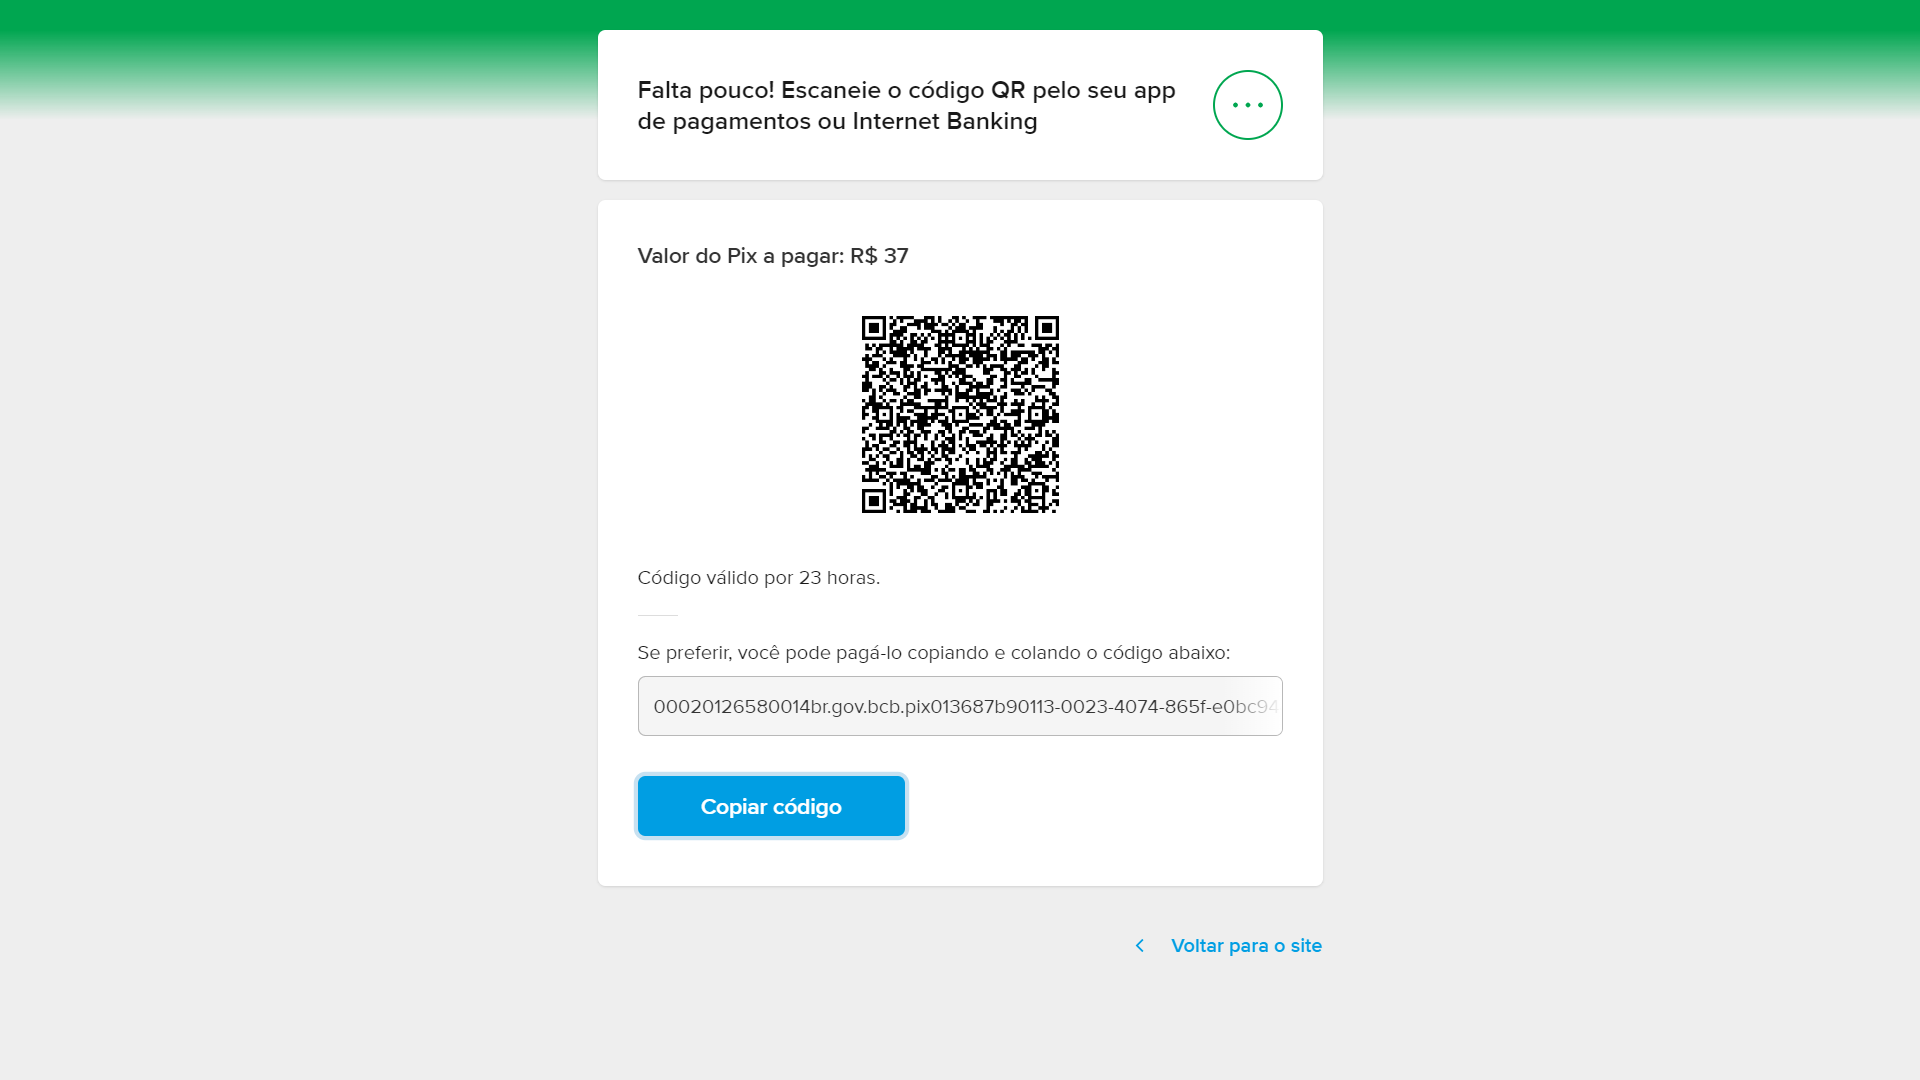 Falta pouco! Escaneie o código QR pelo seu app
de pagamentos ou Internet Banking
Valor do Pix a pagar: R$ 37
Código válido por 23 horas.
Se preferir, você pode pagá-lo copiando e colando o código abaixo:
00020126580014br.gov.bcb.pix013687b90113-0023-4074-865f-e0bc94
Copiar código
Voltar para o site